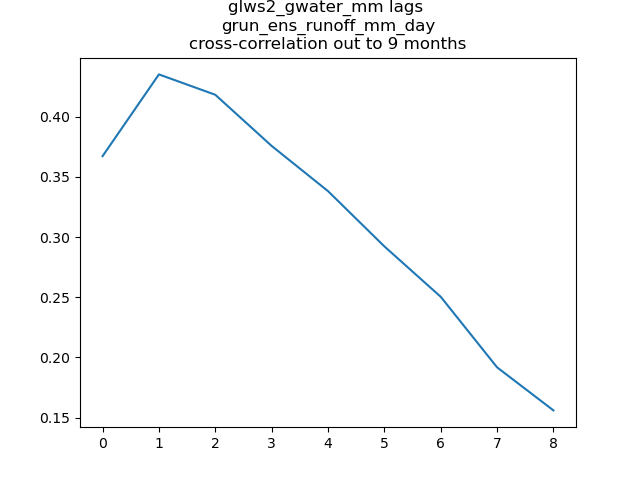 glws2_gwater_mm lags
grun_ens_runoff_mm_day
cross-correlation out to 9 months
0.40
0.35
0.30
0.25
0.20
0.15
0 1 2 3 4 5 6 7 8